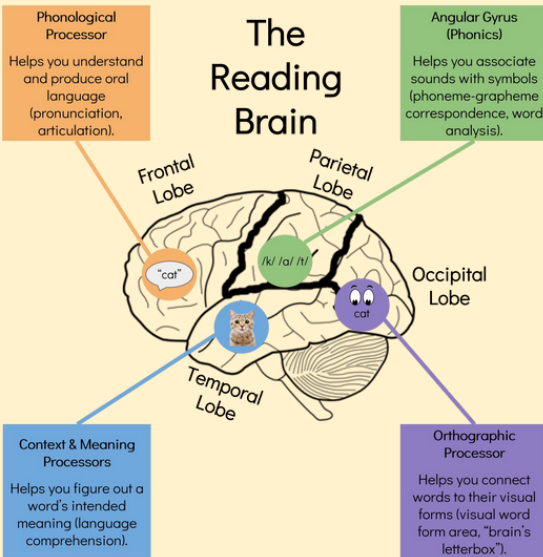 The
Reading
Brain
Phonological
Processor
Helps you understand
and produce oral
language
(pronunciation,
articulation).
Angular Gyrus
(Phonics)
Helps you associate
sounds with symbols
(phoneme-grapheme
correspondence, word
analysis).
Frontal
Lobe
Parietal
Lobe
"cat"
/k/ /a/ /t/
Occipital
Lobe
cat
Temporal
Lobe
Context & Meaning
Processors
Helps you figure out a
word's intended
meaning (language
comprehension).
Orthographic
Processor
Helps you connect
words to their visual
forms (visual word
form area, "brain's
letterbox").